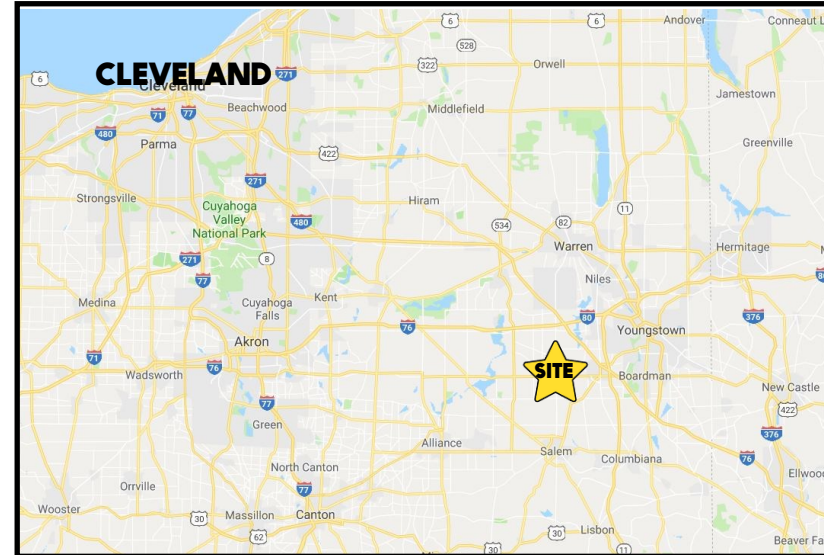 6
6
Andover
Conneaut L
528
CLEVELAND
271
322
Orwell
6
Cleveland
Jamestown
Beachwood
Middlefield
71
77
480
Parma
Greenville
422
271
Strongsville
Cuyahoga
Valley
National Park
Hiram
11
480
534
82
Warren
Hermitage
271
8
77
Niles
Medina
Cuyahoga
Falls
Kent
80
376
76
Youngstown
Akron
71
76
Wadsworth
SITE
Boardman
New Castle
77
422
Green
376
Alliance
Salem
Columbiana
76
North Canton
Ellwoo
Orrville
77
Wooster
30
Massillon
Canton
62
30
Lisbon
30
11
Beaver Fa